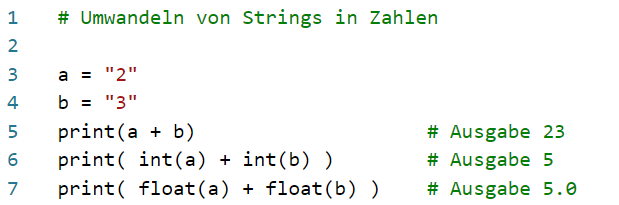 1 # Umwandeln von Strings in Zahlen
2
3 a = "2"
4 b = "3"
5 print(a + b) # Ausgabe 23
6 print( int(a) + int(b) ) # Ausgabe 5
7 print( float(a) + float(b) ) # Ausgabe 5.0